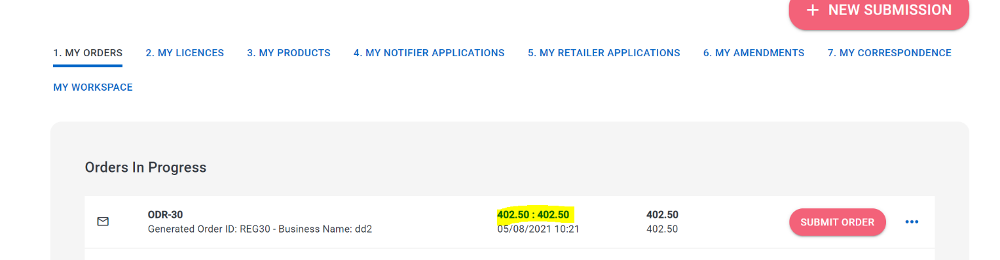 + NEW SUBMISSION
1. MY ORDERS 2. MY LICENCES 3. MY PRODUCTS 4. MY NOTIFIER APPLICATIONS 5. MY RETAILER APPLICATIONS 6. MY AMENDMENTS 7. MY CORRESPONDENCE
MY WORKSPACE
Orders In Progress
ODR-30 402.50 : 402.50 402.50
Generated Order ID: REG30 - Business Name: dd2 05/08/2021 10:21 402.50
SUBMIT ORDER